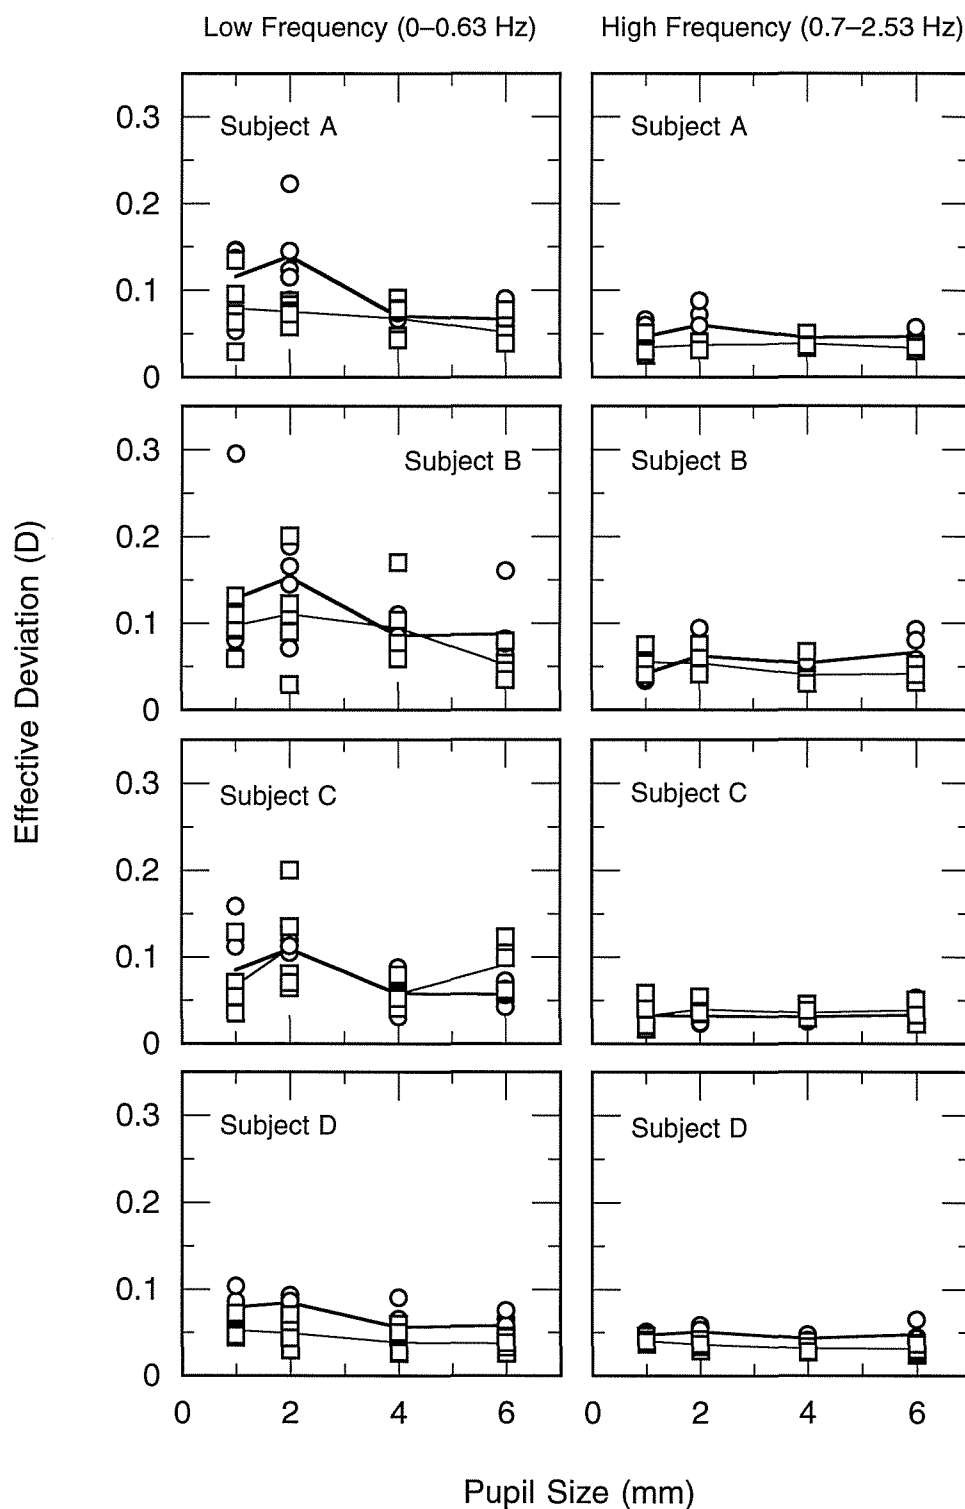 Low Frequency (0–0.63 Hz) High Frequency (0.7–2.53 Hz)
Effective Deviation (D)
0.3 Subject A Subject A
0.2
0.1
0
0.3 Subject B Subject B
0.2
0.1
0
0.3 Subject C Subject C
0.2
0.1
0
0.3 Subject D Subject D
0.2
0.1
0
0 2 4 6 0 2 4 6
Pupil Size (mm)